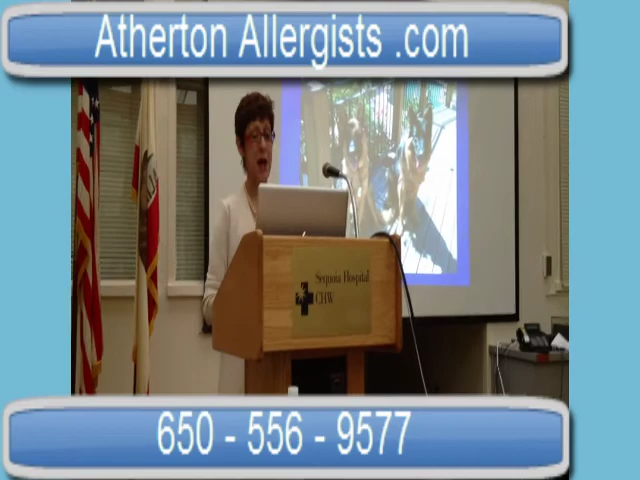 Atherton Allergists .com
Sequoia Hospital
CHW
650 - 556 - 9577